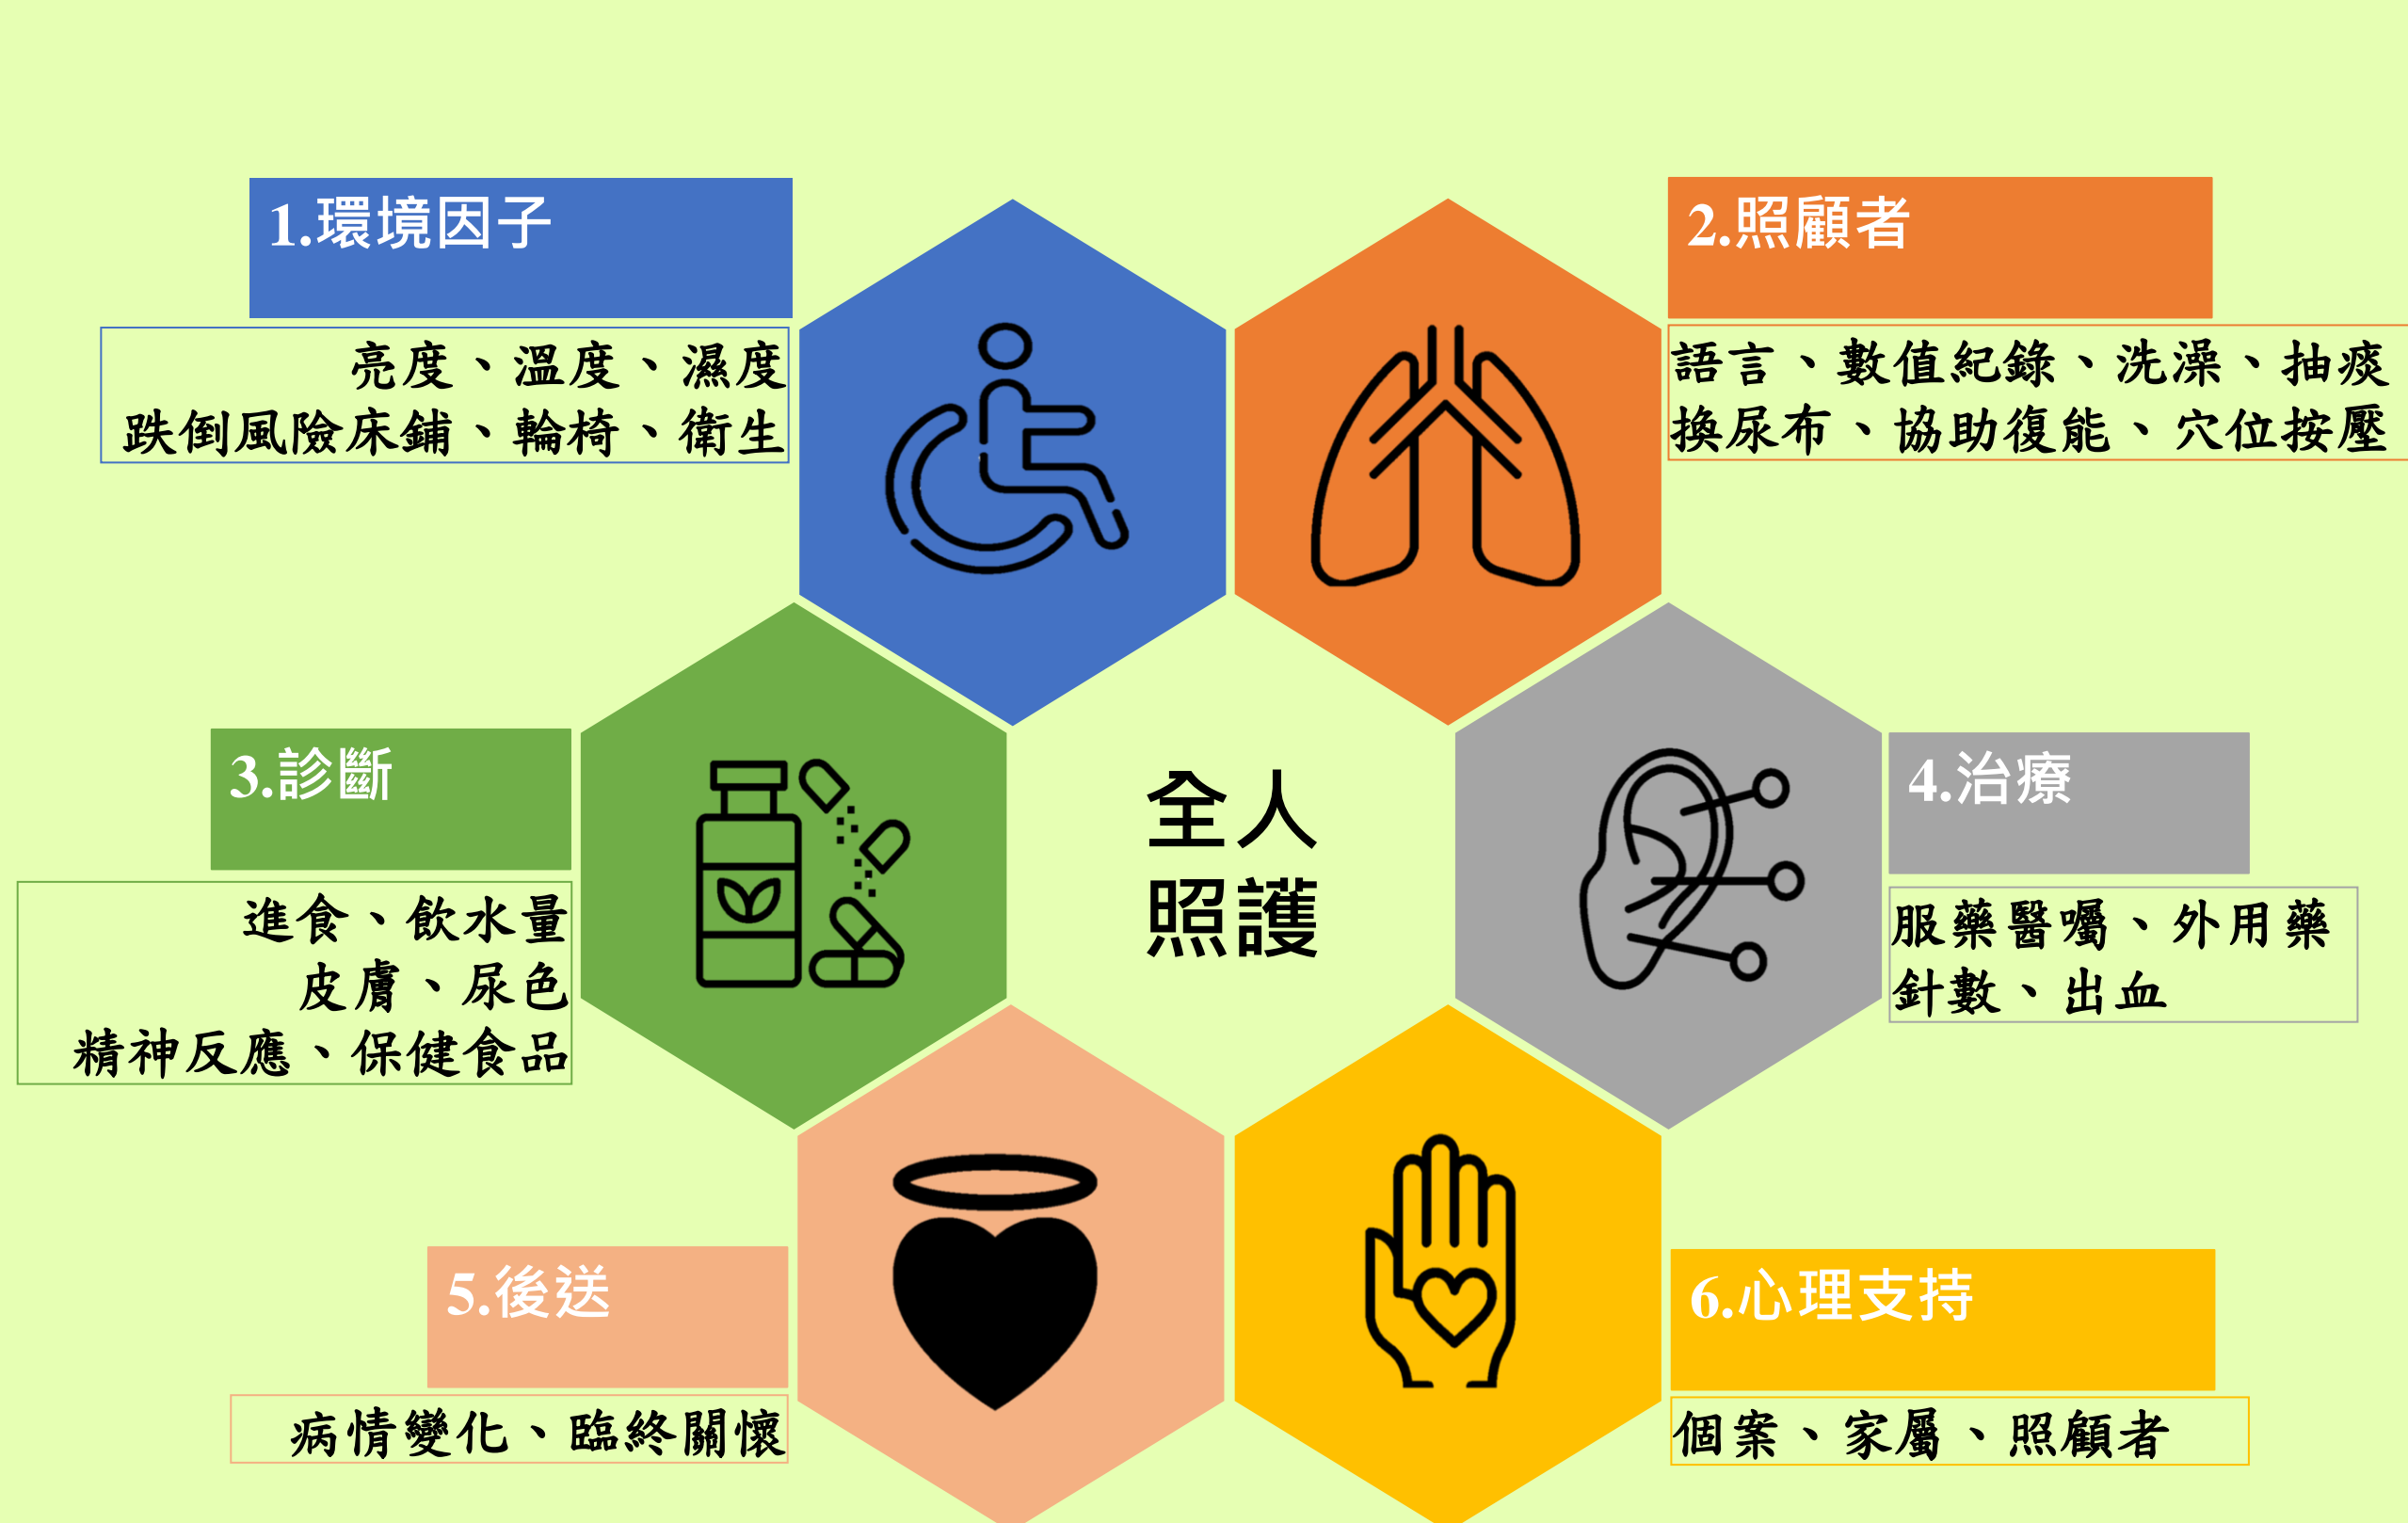 1.環境因子
亮度、溫度、濕度
跌倒風險床鋪、輪椅、衛生
2.照顧者
語言、數值紀錄、洗澡、抽痰
換尿布、協助復能、穴位按壓
3.診斷
進食、飲水量
皮膚、尿色
精神反應、保健食品
全人
照護
4.治療
服藥醫囑、外用藥
針數、出血
5.後送
病情變化、臨終關懷
6.心理支持
個案、家屬、照顧者